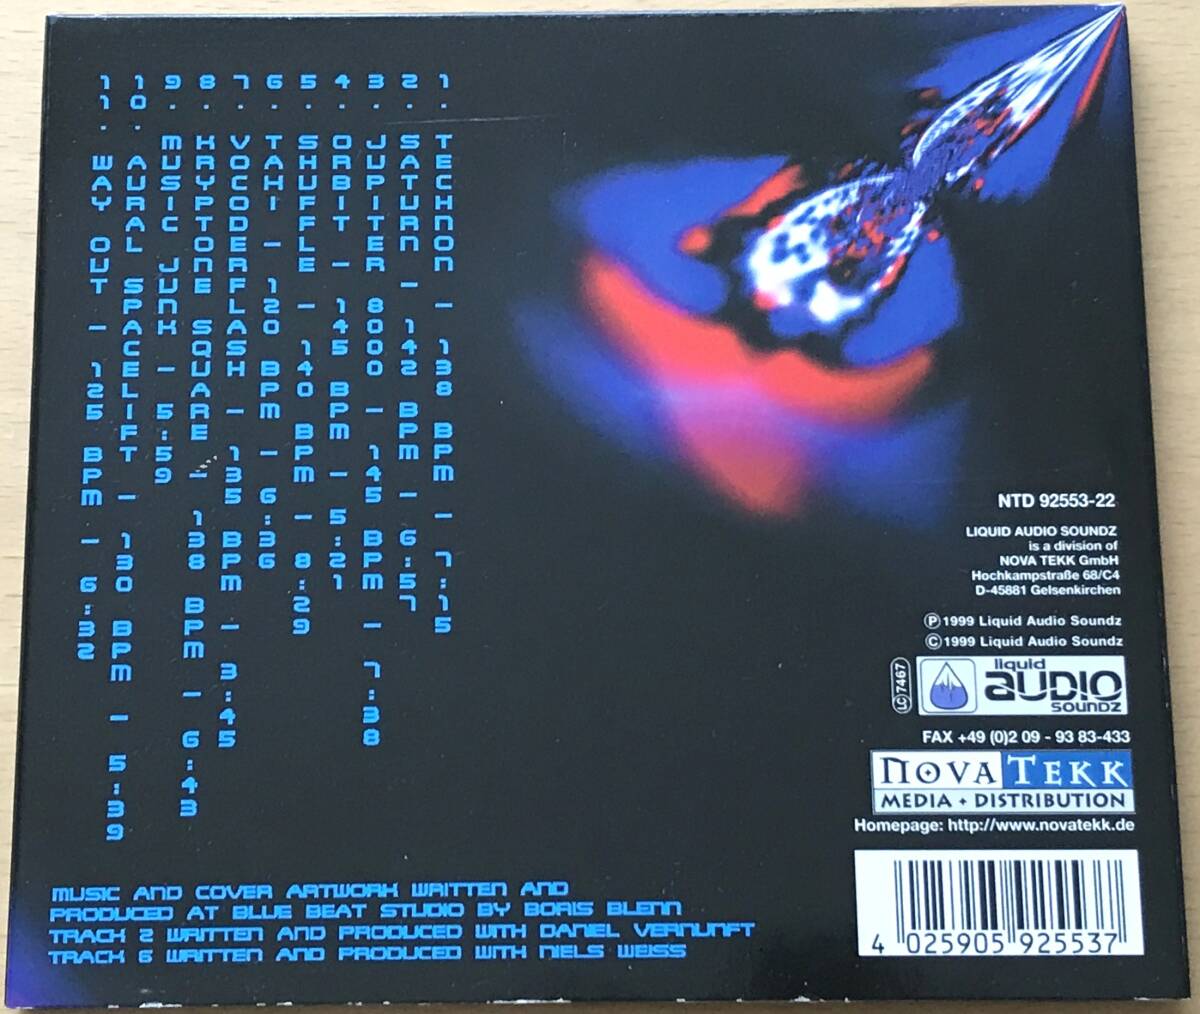 1. TECHNON – 138 BPM – 7:15
2. SATURN – 142 BPM – 6:57
3. JUPITER 8000 – 145 BPM – 7:38
4. ORBIT – 145 BPM – 5:21
5. SHUFFLE – 140 BPM – 8:29
6. TAHI – 120 BPM – 6:36
7. VOCODERFLASH – 135 BPM – 3:45
8. KRYPTONE SQUARE – 138 BPM – 6:43
9. MUSIC JUNK – 5:59
10. AURAL SPACELIFT – 130 BPM – 5:39
11. WAY OUT – 125 BPM – 6:32
NTD 92553-22
LIQUID AUDIO SOUNDZ
is a division of
NOVA TEKK GmbH
Hochkampstraße 68/C4
D-45881 Gelsenkirchen
Ⓟ 1999 Liquid Audio Soundz
© 1999 Liquid Audio Soundz
LC 7467
liquid
AUDIO
SOUNDZ
FAX +49 (0)2 09 - 93 83-433
NOVA TEKK
MEDIA + DISTRIBUTION
Homepage: http://www.novatekk.de
4 025905 925537
MUSIC AND COVER ARTWORK WRITTEN AND
PRODUCED AT BLUE BEAT STUDIO BY BORIS BLENN
TRACK 2 WRITTEN AND PRODUCED WITH DANIEL VERNUNFT
TRACK 6 WRITTEN AND PRODUCED WITH NIELS WEISS